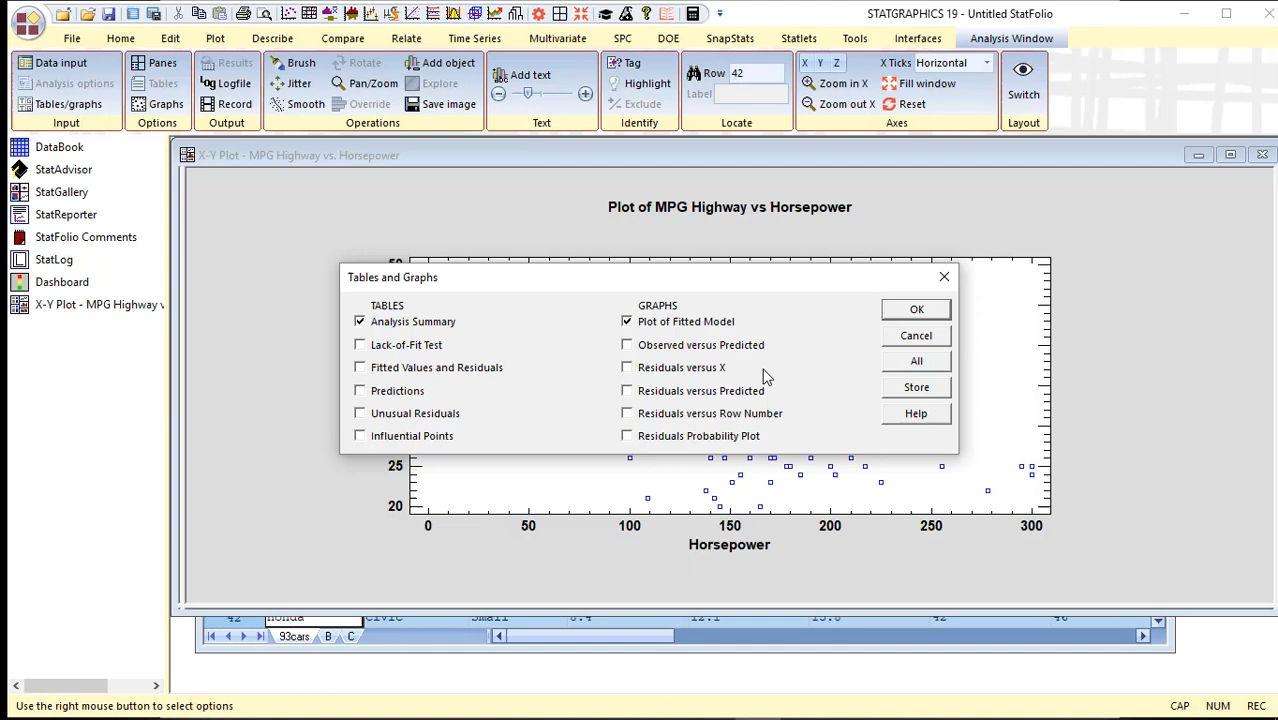 STATGRAPHICS 19 - Untitled StatFolio
File Home Edit Plot Describe Compare Relate Time Series Multivariate SPC DOE SnapStats Statlets Tools Interfaces Analysis Window
Data input Panes Results Brush Rotate Add object Add text Tag Row 42 X Y Z X Ticks Horizontal
Analysis options Tables Logfile Jitter Pan/Zoom Explore Highlight Label Zoom in X Fill window Switch
Tables/graphs Graphs Record Smooth Override Save image Exclude Zoom out X Reset
Input Options Output Operations Text Identify Locate Axes Layout
DataBook
StatAdvisor
StatGallery
StatReporter
StatFolio Comments
StatLog
Dashboard
X-Y Plot - MPG Highway v
X-Y Plot - MPG Highway vs. Horsepower
Plot of MPG Highway vs Horsepower
Tables and Graphs
TABLES GRAPHS
Analysis Summary Plot of Fitted Model
Lack-of-Fit Test Observed versus Predicted
Fitted Values and Residuals Residuals versus X
Predictions Residuals versus Predicted
Unusual Residuals Residuals versus Row Number
Influential Points Residuals Probability Plot
OK
Cancel
All
Store
Help
25
20
0 50 100 150 200 250 300
Horsepower
93cars B C
Use the right mouse button to select options CAP NUM REC